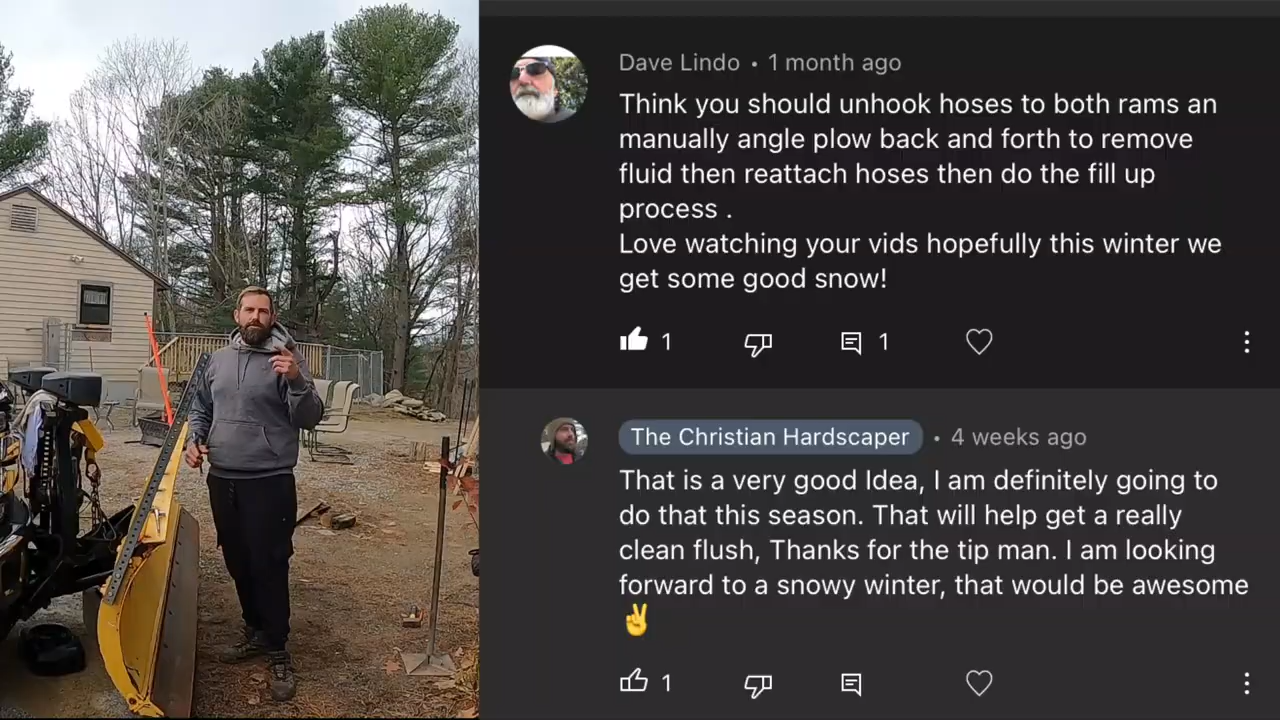 Dave Lindo • 1 month ago
Think you should unhook hoses to both rams an
manually angle plow back and forth to remove
fluid then reattach hoses then do the fill up
process .
Love watching your vids hopefully this winter we
get some good snow!
1
1
The Christian Hardscaper • 4 weeks ago
That is a very good Idea, I am definitely going to
do that this season. That will help get a really
clean flush, Thanks for the tip man. I am looking
forward to a snowy winter, that would be awesome
✌️
1